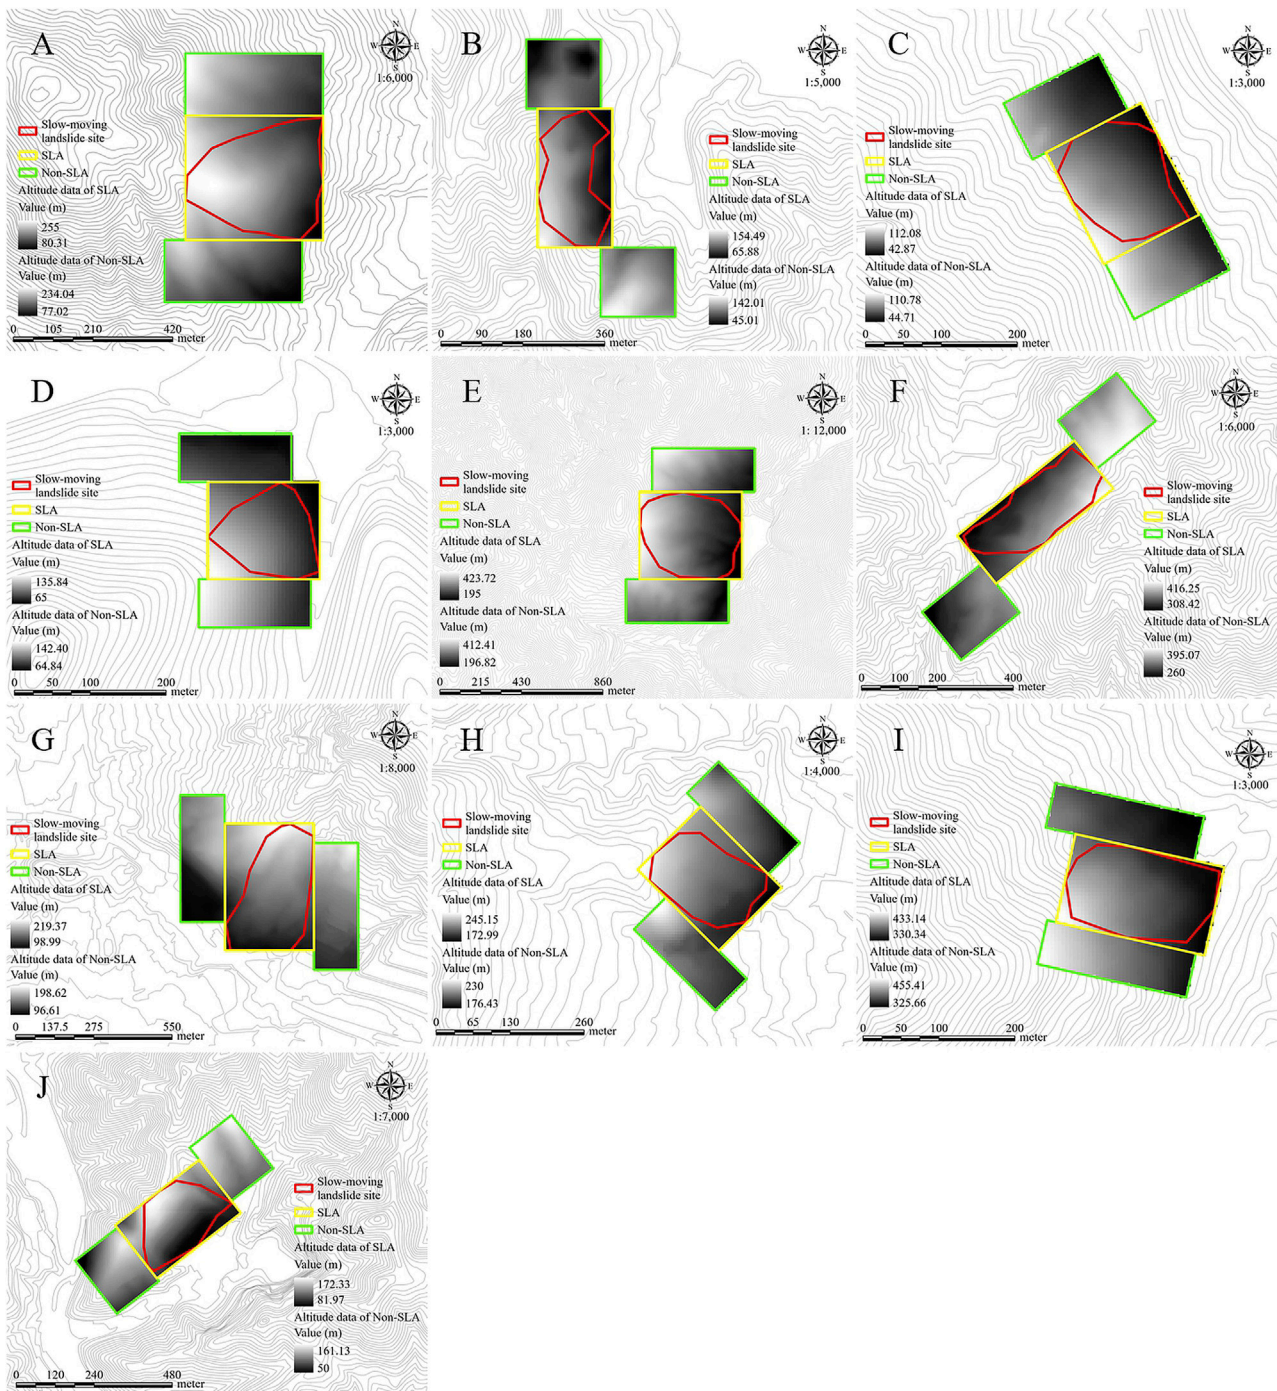 A
N
W E
S
1:6,000
Slow-moving
landslide site
SLA
Non-SLA
Altitude data of SLA
Value (m)
255
80.31
Altitude data of Non-SLA
Value (m)
234.04
77.02
0 105 210 420
meter
B
N
W E
S
1:5,000
Slow-moving
landslide site
SLA
Non-SLA
Altitude data of SLA
Value (m)
154.49
65.88
Altitude data of Non-SLA
Value (m)
142.01
45.01
0 90 180 360
meter
C
N
W E
S
1:3,000
Slow-moving
landslide site
SLA
Non-SLA
Altitude data of SLA
Value (m)
112.08
42.87
Altitude data of Non-SLA
Value (m)
110.78
44.71
0 50 100 200
meter
D
N
W E
S
1:3,000
Slow-moving
landslide site
SLA
Non-SLA
Altitude data of SLA
Value (m)
135.84
65
Altitude data of Non-SLA
Value (m)
142.40
64.84
0 50 100 200
meter
E
N
W E
S
1: 12,000
Slow-moving
landslide site
SLA
Non-SLA
Altitude data of SLA
Value (m)
423.72
195
Altitude data of Non-SLA
Value (m)
412.41
196.82
0 215 430 860
meter
F
N
W E
S
1:6,000
Slow-moving
landslide site
SLA
Non-SLA
Altitude data of SLA
Value (m)
416.25
308.42
Altitude data of Non-SLA
Value (m)
395.07
260
0 100 200 400
meter
G
N
W E
S
1:8,000
Slow-moving
landslide site
SLA
Non-SLA
Altitude data of SLA
Value (m)
219.37
98.99
Altitude data of Non-SLA
Value (m)
198.62
96.61
0 137.5 275 550
meter
H
N
W E
S
1:4,000
Slow-moving
landslide site
SLA
Non-SLA
Altitude data of SLA
Value (m)
245.15
172.99
Altitude data of Non-SLA
Value (m)
230
176.43
0 65 130 260
meter
I
N
W E
S
1:3,000
Slow-moving
landslide site
SLA
Non-SLA
Altitude data of SLA
Value (m)
433.14
330.34
Altitude data of Non-SLA
Value (m)
455.41
325.66
0 50 100 200
meter
J
N
W E
S
1:7,000
Slow-moving
landslide site
SLA
Non-SLA
Altitude data of SLA
Value (m)
172.33
81.97
Altitude data of Non-SLA
Value (m)
161.13
50
0 120 240 480
meter